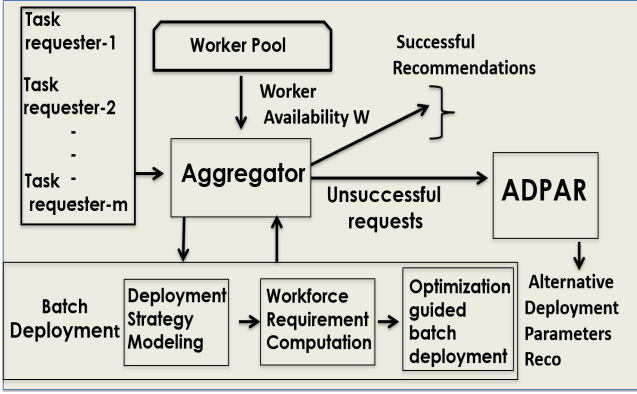 Task
requester-1
Task
requester-2
-
-
-
Task
requester-m
Worker Pool
Worker
Availability W
Successful
Recommendations
Aggregator
Unsuccessful
requests
ADPAR
Batch
Deployment
Deployment
Strategy
Modeling
Workforce
Requirement
Computation
Optimization
guided
batch
deployment
Alternative
Deployment
Parameters
Reco